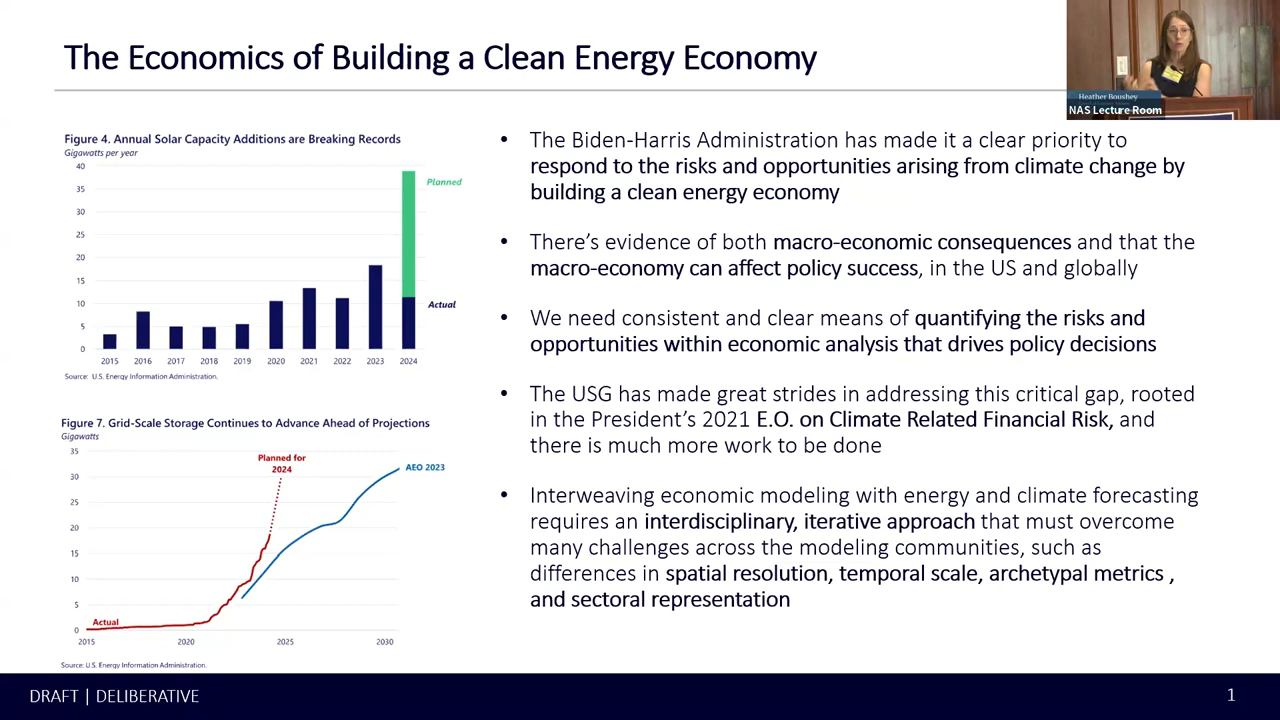 The Economics of Building a Clean Energy Economy
Heather Boushey
NAS Lecture Room
Figure 4. Annual Solar Capacity Additions are Breaking Records
Gigawatts per year
40
35
30
25
20
15
10
5
0
Planned
Actual
2015 2016 2017 2018 2019 2020 2021 2022 2023 2024
Source: U.S. Energy Information Administration.
Figure 7. Grid-Scale Storage Continues to Advance Ahead of Projections
Gigawatts
35
30
25
20
15
10
5
0
Planned for
2024
AEO 2023
Actual
2015 2020 2025 2030
Source: U.S. Energy Information Administration.
• The Biden-Harris Administration has made it a clear priority to
respond to the risks and opportunities arising from climate change by
building a clean energy economy
• There’s evidence of both macro-economic consequences and that the
macro-economy can affect policy success, in the US and globally
• We need consistent and clear means of quantifying the risks and
opportunities within economic analysis that drives policy decisions
• The USG has made great strides in addressing this critical gap, rooted
in the President’s 2021 E.O. on Climate Related Financial Risk, and
there is much more work to be done
• Interweaving economic modeling with energy and climate forecasting
requires an interdisciplinary, iterative approach that must overcome
many challenges across the modeling communities, such as
differences in spatial resolution, temporal scale, archetypal metrics ,
and sectoral representation
DRAFT | DELIBERATIVE
1